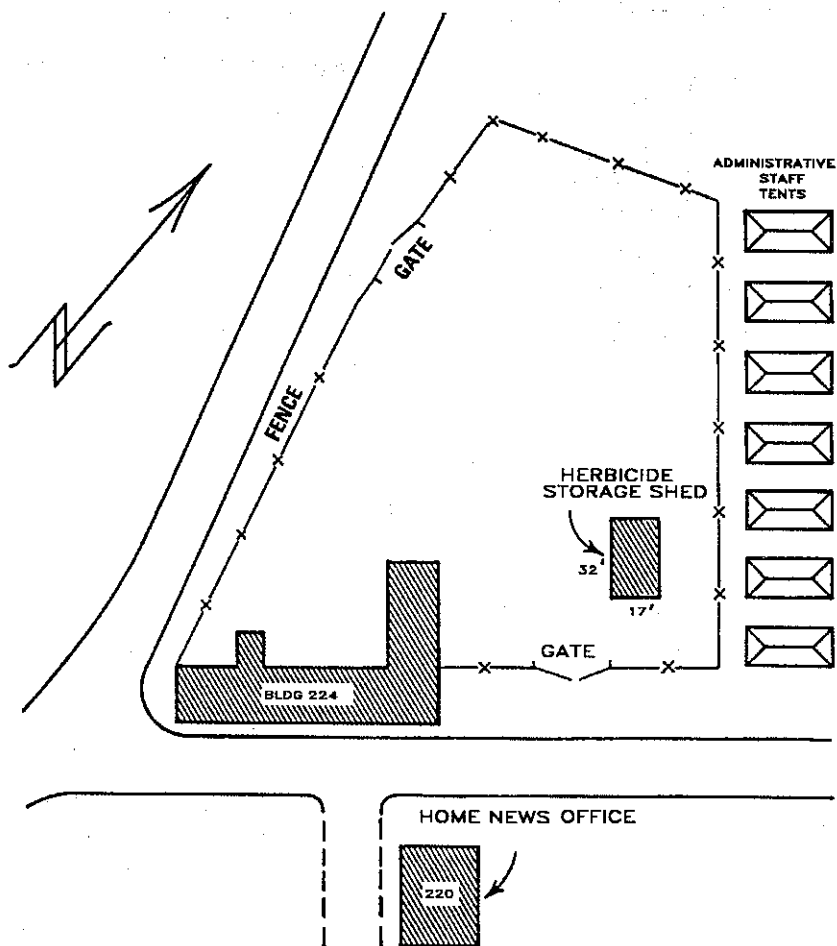 ADMINISTRATIVE
STAFF
TENTS
GATE
N
FENCE
HERBICIDE
STORAGE SHED
32'
17'
GATE
BLDG 224
HOME NEWS OFFICE
220